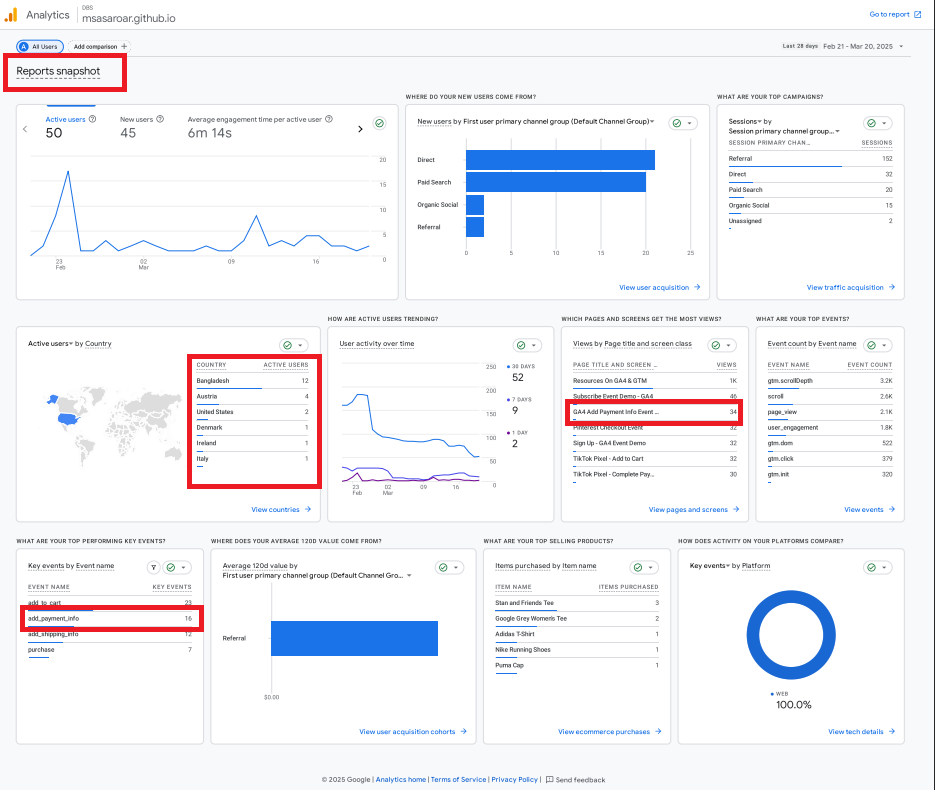 Analytics
DBS
msasaroar.github.io
Go to report
A All Users
Add comparison +
Last 28 days Feb 21 - Mar 20, 2025
Reports snapshot
Active users
50
New users
45
Average engagement time per active user
6m 14s
20
15
10
5
0
23
Feb
02
Mar
09
16
WHERE DO YOUR NEW USERS COME FROM?
New users by First user primary channel group (Default Channel Group)
Direct
Paid Search
Organic Social
Referral
0 5 10 15 20 25
View user acquisition
WHAT ARE YOUR TOP CAMPAIGNS?
Sessions by
Session primary channel group...
SESSION PRIMARY CHAN... SESSIONS
Referral 152
Direct 32
Paid Search 20
Organic Social 15
Unassigned 2
View traffic acquisition
Active users by Country
COUNTRY ACTIVE USERS
Bangladesh 12
Austria 4
United States 2
Denmark 1
Ireland 1
Italy 1
View countries
HOW ARE ACTIVE USERS TRENDING?
User activity over time
250
200
150
100
50
0
23
Feb
02
Mar
09
16
30 DAYS
52
7 DAYS
9
1 DAY
2
WHICH PAGES AND SCREENS GET THE MOST VIEWS?
Views by Page title and screen class
PAGE TITLE AND SCREEN ... VIEWS
Resources On GA4 & GTM 1K
Subscribe Event Demo - GA4 46
GA4 Add Payment Info Event ... 34
Pinterest Checkout Event 32
Sign Up - GA4 Event Demo 32
TikTok Pixel - Add to Cart 32
TikTok Pixel - Complete Pay... 30
View pages and screens
WHAT ARE YOUR TOP EVENTS?
Event count by Event name
EVENT NAME EVENT COUNT
gtm.scrollDepth 3.2K
scroll 2.6K
page_view 2.1K
user_engagement 1.8K
gtm.dom 522
gtm.click 379
gtm.init 320
View events
WHAT ARE YOUR TOP PERFORMING KEY EVENTS?
Key events by Event name
EVENT NAME KEY EVENTS
add_to_cart 23
add_payment_info 16
add_shipping_info 12
purchase 7
WHERE DOES YOUR AVERAGE 120D VALUE COME FROM?
Average 120d value by
First user primary channel group (Default Channel Gro...
Referral
$0.00
View user acquisition cohorts
WHAT ARE YOUR TOP SELLING PRODUCTS?
Items purchased by Item name
ITEM NAME ITEMS PURCHASED
Stan and Friends Tee 3
Google Grey Women's Tee 2
Adidas T-Shirt 1
Nike Running Shoes 1
Puma Cap 1
View ecommerce purchases
HOW DOES ACTIVITY ON YOUR PLATFORMS COMPARE?
Key events by Platform
WEB
100.0%
View tech details
© 2025 Google | Analytics home | Terms of Service | Privacy Policy | Send feedback